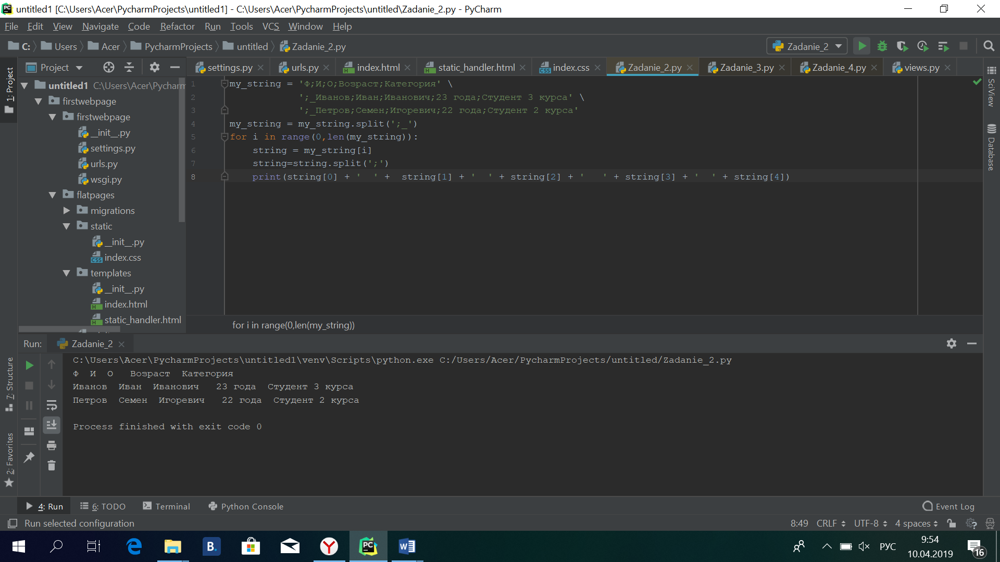 untitled1 [C:\Users\Acer\PycharmProjects\untitled1] - C:\Users\Acer\PycharmProjects\untitled\Zadanie_2.py - PyCharm
File Edit View Navigate Code Refactor Run Tools VCS Window Help
C: Users Acer PycharmProjects untitled Zadanie_2.py
Zadanie_2
Project
settings.py urls.py index.html static_handler.html index.css Zadanie_2.py Zadanie_3.py Zadanie_4.py views.py
1: Project
untitled1 C:\Users\Acer\Pycharm
firstwebpage
firstwebpage
__init__.py
settings.py
urls.py
wsgi.py
flatpages
migrations
static
__init__.py
index.css
templates
__init__.py
index.html
static_handler.html
1 my_string = 'Ф;И;О;Возраст;Категория' \
2 ';_Иванов;Иван;Иванович;23 года;Студент 3 курса' \
3 ';_Петров;Семен;Игоревич;22 года;Студент 2 курса'
4 my_string = my_string.split(';_')
5 for i in range(0,len(my_string)):
6 string = my_string[i]
7 string=string.split(';')
8 print(string[0] + '  ' +  string[1] + '  ' + string[2] + '   ' + string[3] + '  ' + string[4])
for i in range(0,len(my_string))
SciView
Database
Run: Zadanie_2
C:\Users\Acer\PycharmProjects\untitled1\venv\Scripts\python.exe C:/Users/Acer/PycharmProjects/untitled/Zadanie_2.py
Ф  И  О   Возраст  Категория
Иванов  Иван  Иванович   23 года  Студент 3 курса
Петров  Семен  Игоревич   22 года  Студент 2 курса
Process finished with exit code 0
7: Structure
2: Favorites
4: Run 6: TODO Terminal Python Console Event Log
Run selected configuration 8:49 CRLF UTF-8 4 spaces
B. PC РУС 9:54
10.04.2019 16